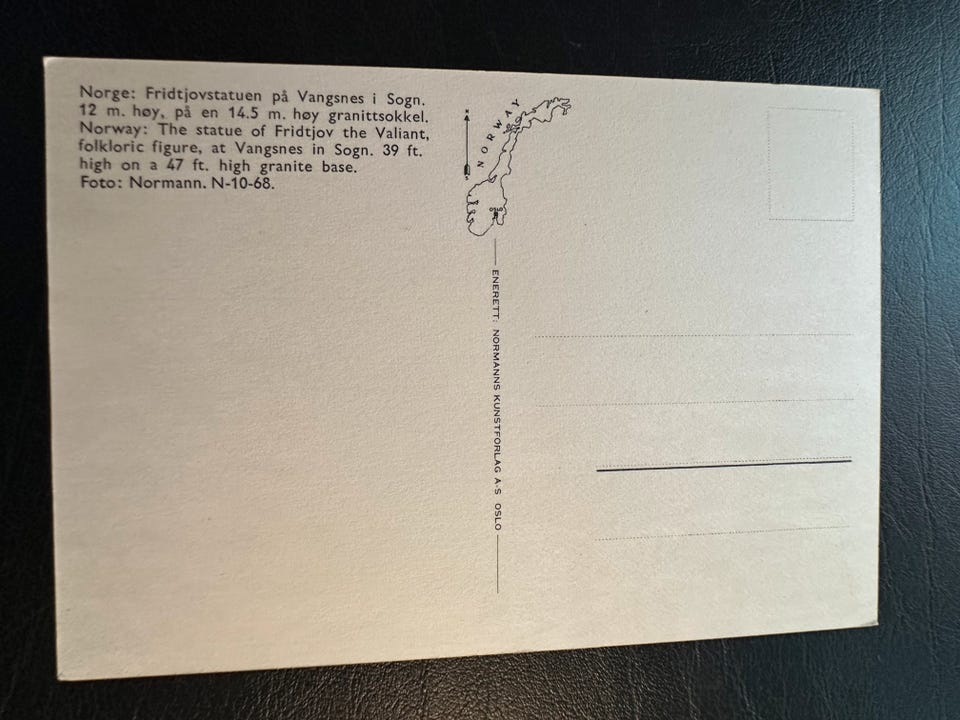 Norge: Fridtjovstatuen på Vangsnes i Sogn.
12 m. høy, på en 14.5 m. høy granittsokkel.
Norway: The statue of Fridtjov the Valiant,
folkloric figure, at Vangsnes in Sogn. 39 ft.
high on a 47 ft. high granite base.
Foto: Normann. N-10-68.
NORWAY
OSLO
ENERETT: NORMANNS KUNSTFORLAG A-S OSLO